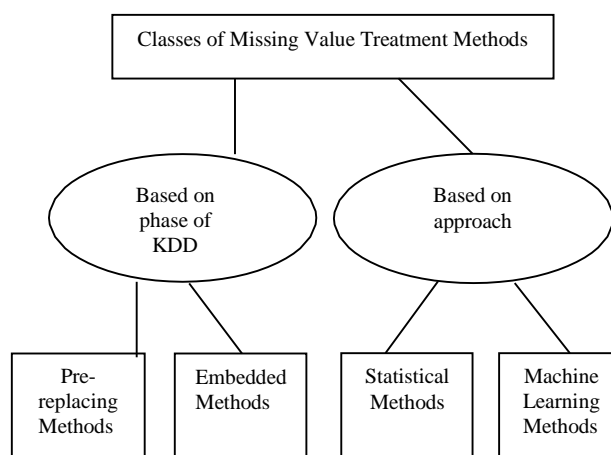 Classes of Missing Value Treatment Methods
Based on
phase of
KDD
Based on
approach
Pre-
replacing
Methods
Embedded
Methods
Statistical
Methods
Machine
Learning
Methods